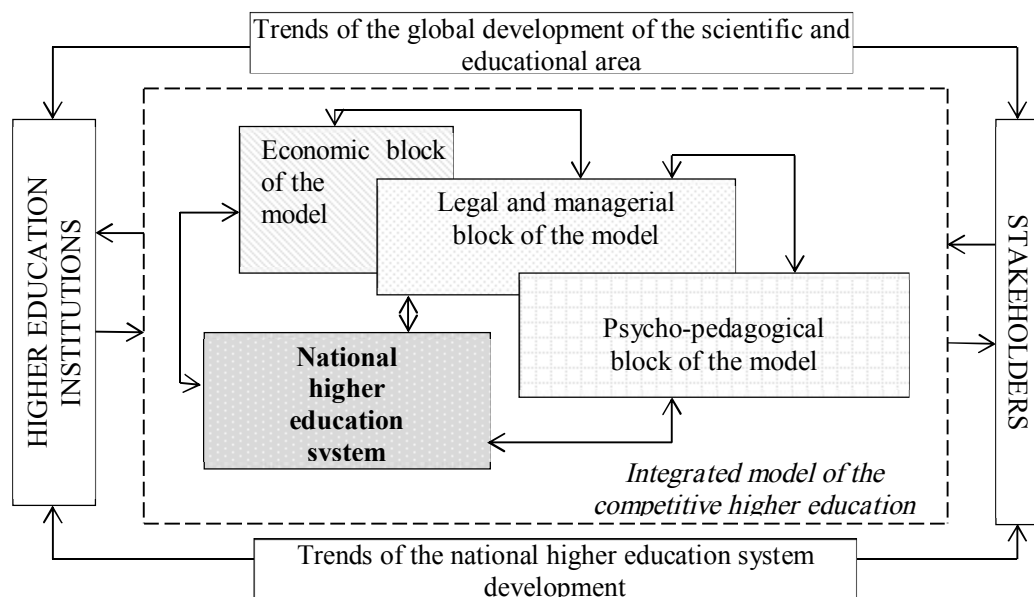 Trends of the global development of the scientific and
educational area
HIGHER EDUCATION
INSTITUTIONS
Economic block
of the
model
Legal and managerial
block of the model
Psycho-pedagogical
block of the model
National
higher
education
system
Integrated model of the
competitive higher education
STAKEHOLDERS
Trends of the national higher education system
development